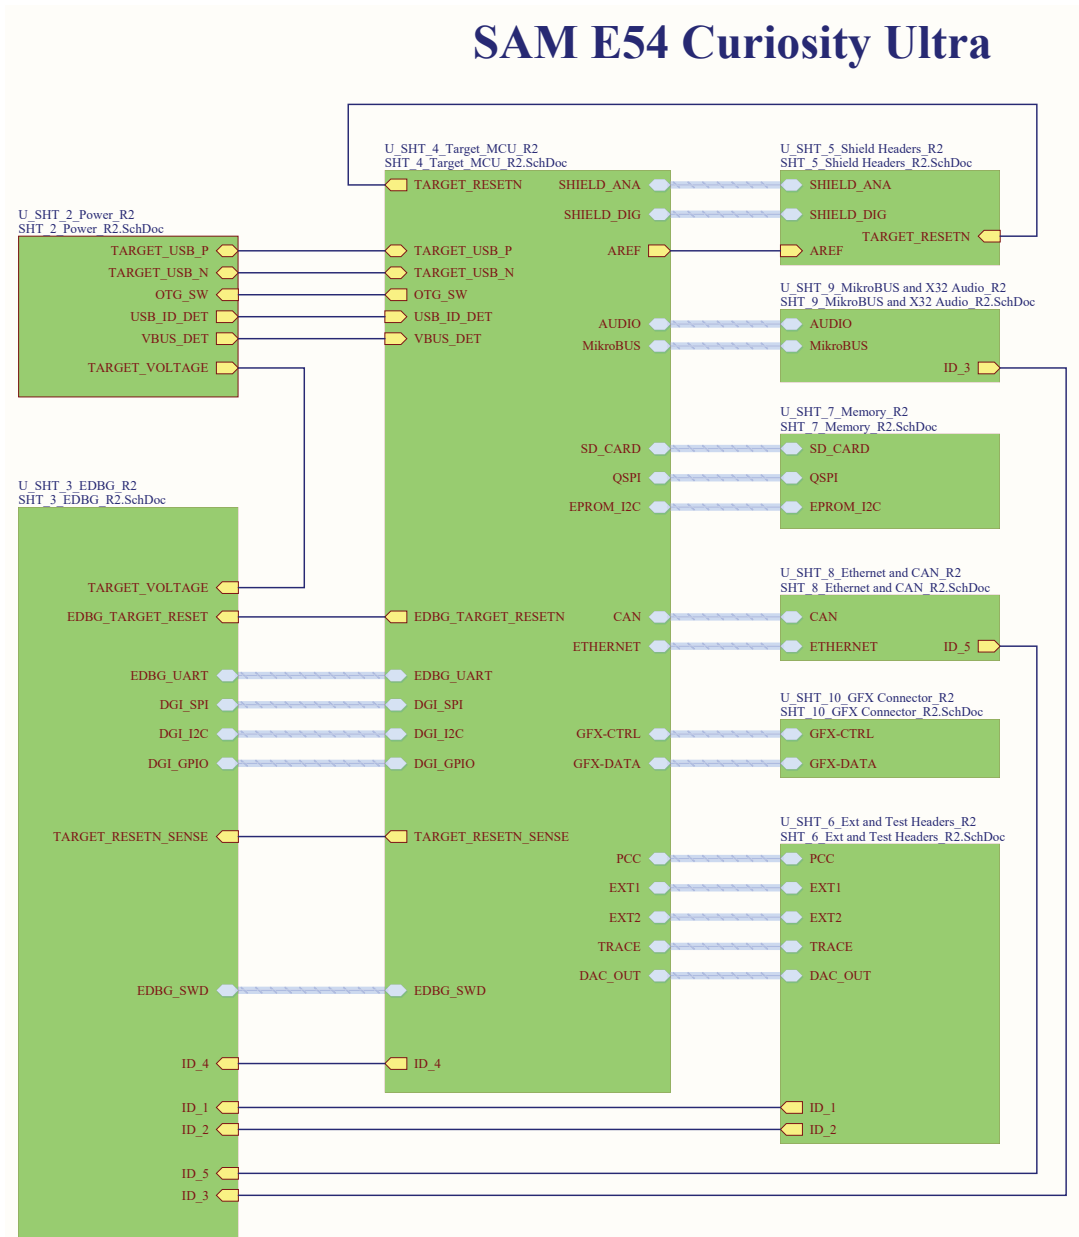 SAM E54 Curiosity Ultra
U_SHT_2_Power_R2
SHT_2_Power_R2.SchDoc
TARGET_USB_P
TARGET_USB_N
OTG_SW
USB_ID_DET
VBUS_DET
TARGET_VOLTAGE
U_SHT_3_EDBG_R2
SHT_3_EDBG_R2.SchDoc
TARGET_VOLTAGE
EDBG_TARGET_RESET
EDBG_UART
DGI_SPI
DGI_I2C
DGI_GPIO
TARGET_RESETN_SENSE
EDBG_SWD
ID_4
ID_1
ID_2
ID_5
ID_3
U_SHT_4_Target_MCU_R2
SHT_4_Target_MCU_R2.SchDoc
TARGET_RESETN
TARGET_USB_P
TARGET_USB_N
OTG_SW
USB_ID_DET
VBUS_DET
EDBG_TARGET_RESETN
EDBG_UART
DGI_SPI
DGI_I2C
DGI_GPIO
TARGET_RESETN_SENSE
EDBG_SWD
ID_4
SHIELD_ANA
SHIELD_DIG
AREF
AUDIO
MikroBUS
SD_CARD
QSPI
EPROM_I2C
CAN
ETHERNET
GFX-CTRL
GFX-DATA
PCC
EXT1
EXT2
TRACE
DAC_OUT
U_SHT_5_Shield Headers_R2
SHT_5_Shield Headers_R2.SchDoc
SHIELD_ANA
SHIELD_DIG
TARGET_RESETN
AREF
U_SHT_9_MikroBUS and X32 Audio_R2
SHT_9_MikroBUS and X32 Audio_R2.SchDoc
AUDIO
MikroBUS
ID_3
U_SHT_7_Memory_R2
SHT_7_Memory_R2.SchDoc
SD_CARD
QSPI
EPROM_I2C
U_SHT_8_Ethernet and CAN_R2
SHT_8_Ethernet and CAN_R2.SchDoc
CAN
ETHERNET ID_5
U_SHT_10_GFX Connector_R2
SHT_10_GFX Connector_R2.SchDoc
GFX-CTRL
GFX-DATA
U_SHT_6_Ext and Test Headers_R2
SHT_6_Ext and Test Headers_R2.SchDoc
PCC
EXT1
EXT2
TRACE
DAC_OUT
ID_1
ID_2